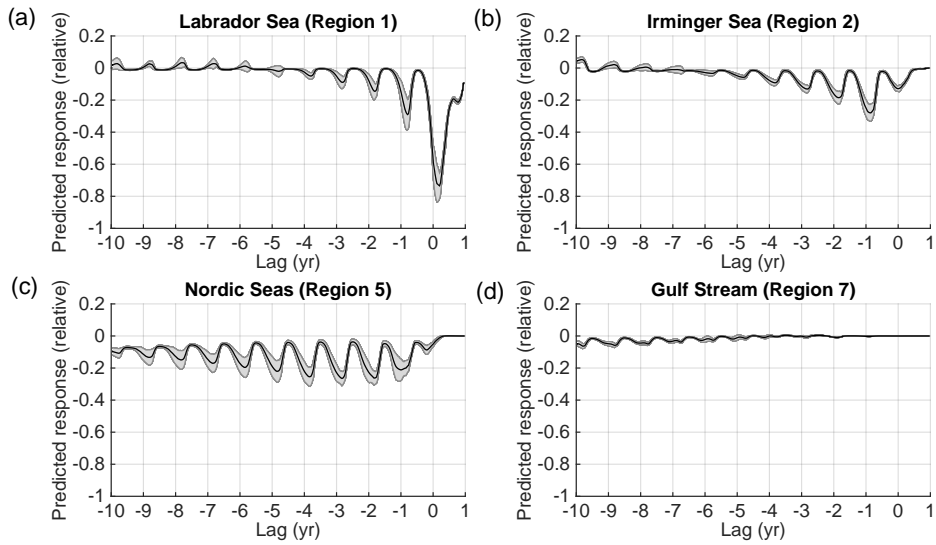 (a)
Labrador Sea (Region 1)
Predicted response (relative)
0.2
0
-0.2
-0.4
-0.6
-0.8
-1
-10 -9 -8 -7 -6 -5 -4 -3 -2 -1 0 1
Lag (yr)
(b)
Irminger Sea (Region 2)
Predicted response (relative)
0.2
0
-0.2
-0.4
-0.6
-0.8
-1
-10 -9 -8 -7 -6 -5 -4 -3 -2 -1 0 1
Lag (yr)
(c)
Nordic Seas (Region 5)
Predicted response (relative)
0.2
0
-0.2
-0.4
-0.6
-0.8
-1
-10 -9 -8 -7 -6 -5 -4 -3 -2 -1 0 1
Lag (yr)
(d)
Gulf Stream (Region 7)
Predicted response (relative)
0.2
0
-0.2
-0.4
-0.6
-0.8
-1
-10 -9 -8 -7 -6 -5 -4 -3 -2 -1 0 1
Lag (yr)